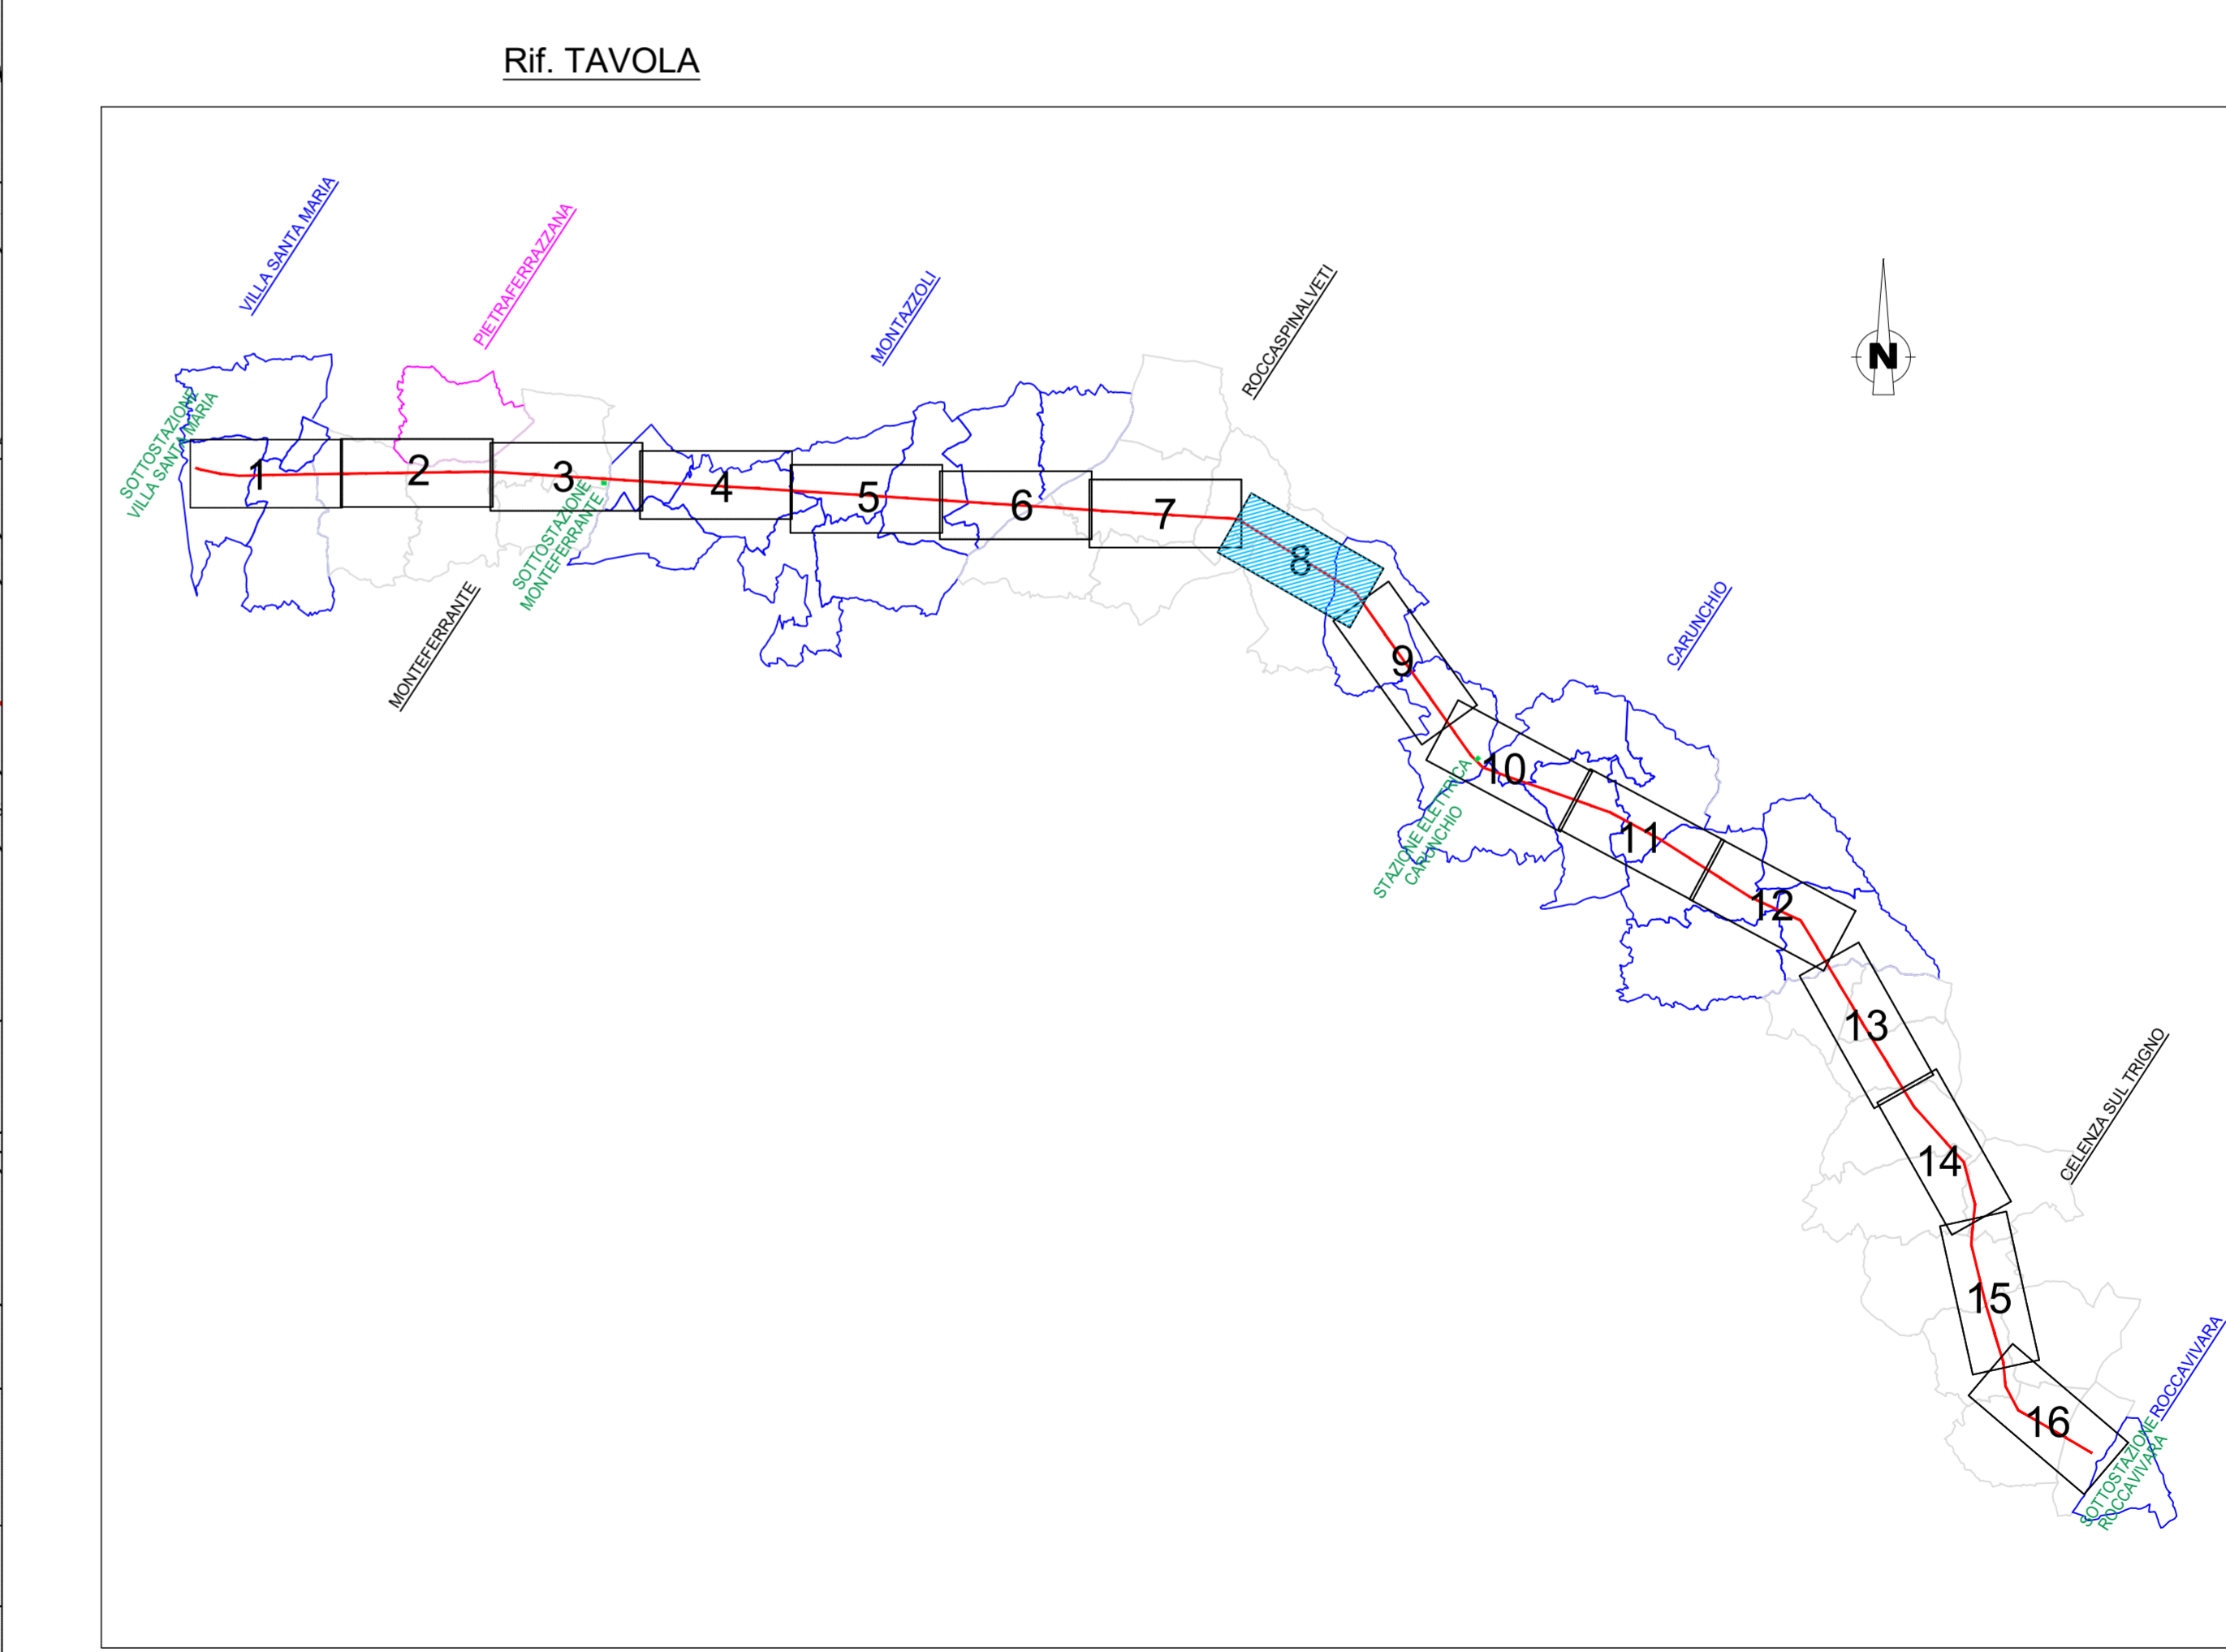 Rif. TAVOLA
VILLA SANTA MARIA
PIETRAFERRAZZANA
MONTAZZOLI
ROCCASPINALVETI
N
SOTTOSTAZIONE
VILLA SANTA MARIA
1
2
3
4
5
6
7
8
SOTTOSTAZIONE
MONTEFERRANTE
MONTEFERRANTE
CARUNCHIO
9
10
STAZIONE ELETTRICA
CARUNCHIO
11
12
13
CELENZA SUL TRIGNO
14
15
ROCCAVIVARA
16
SOTTOSTAZIONE
ROCCAVIVARA